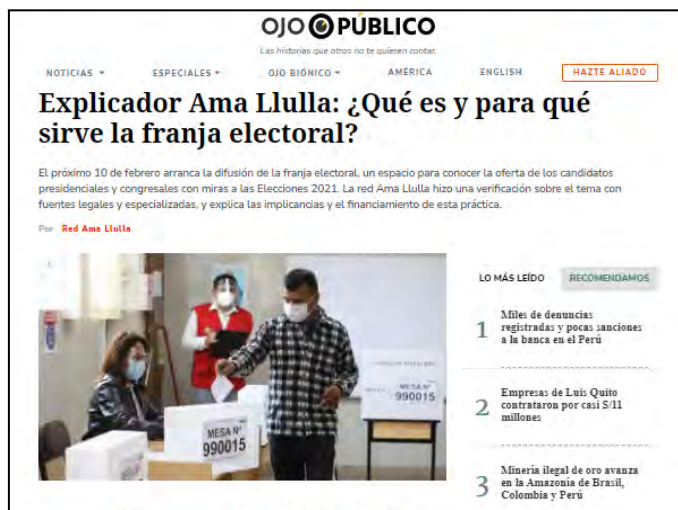 OJO PÚBLICO
Las historias que otros no te quieren contar.
NOTICIAS ESPECIALES OJO BIÓNICO AMÉRICA ENGLISH HAZTE ALIADO
Explicador Ama Llulla: ¿Qué es y para qué
sirve la franja electoral?
El próximo 10 de febrero arranca la difusión de la franja electoral, un espacio para conocer la oferta de los candidatos
presidenciales y congresales con miras a las Elecciones 2021. La red Ama Llulla hizo una verificación sobre el tema con
fuentes legales y especializadas, y explica las implicancias y el financiamiento de esta práctica.
Por Red Ama Llulla
MESA N°
990015
MESA N°
990015
LO MÁS LEÍDO RECOMENDAMOS
1 Miles de denuncias
registradas y pocas sanciones
a la banca en el Perú
2 Empresas de Luis Quito
contrataron por casi S/11
millones
3 Minería ilegal de oro avanza
en la Amazonía de Brasil,
Colombia y Perú